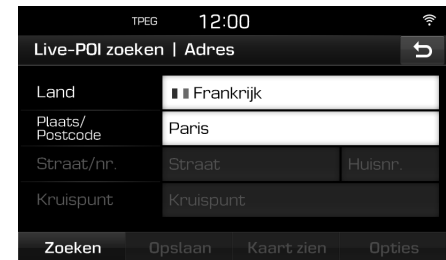 TPEG 12:00
Live-POI zoeken | Adres
Land Frankrijk
Plaats/
Postcode Paris
Straat/nr. Straat Huisnr.
Kruispunt Kruispunt
Zoeken Opslaan Kaart zien Opties